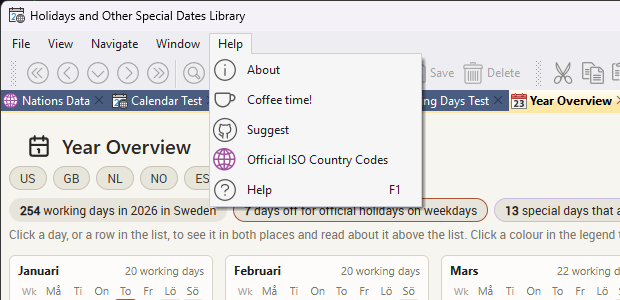 Holidays and Other Special Dates Library
File View Navigate Window Help
Save Delete
Nations Data Calendar Test ng Days Test 23 Year Overview
About
Coffee time!
Suggest
Official ISO Country Codes
Help F1
1 Year Overview
US GB NL NO ES
254 working days in 2026 in Sweden 7 days off for official holidays on weekdays 13 special days that a
Click a day, or a row in the list, to see it in both places and read about it above the list. Click a colour in the legend t
Januari 20 working days Februari 20 working days Mars 22 working days
Wk Må Ti On To Fr Lö Sö Wk Må Ti On To Fr Lö Sö Wk Må Ti On To Fr Lö